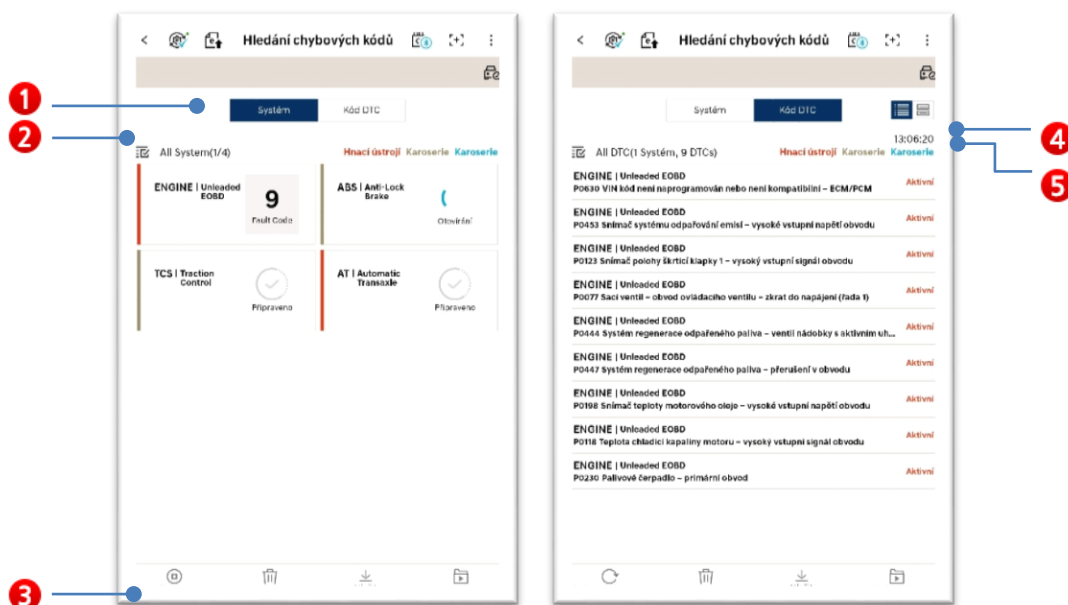 Hledání chybových kódů
1
Systém
Kód DTC
2
All System(1/4)
Hnací ústrojí Karoserie Karoserie
ENGINE | Unleaded EOBD
9
Fault Code
ABS | Anti-Lock Brake
Otevírání
TCS | Traction Control
Připraveno
AT | Automatic Transaxle
Připraveno
3
Hledání chybových kódů
Systém
Kód DTC
4
13:06:20
All DTC(1 Systém, 9 DTCs)
Hnací ústrojí Karoserie Karoserie
5
ENGINE | Unleaded EOBD
P0630 VIN kód není naprogramován nebo není kompatibilní – ECM/PCM
Aktivní
ENGINE | Unleaded EOBD
P0453 Snímač systému odpařování emisí – vysoké vstupní napětí obvodu
Aktivní
ENGINE | Unleaded EOBD
P0123 Snímač polohy škrticí klapky 1 – vysoký vstupní signál obvodu
Aktivní
ENGINE | Unleaded EOBD
P0077 Sací ventil – obvod ovládacího ventilu – zkrat do napájení (řada 1)
Aktivní
ENGINE | Unleaded EOBD
P0444 Systém regenerace odpařeného paliva – ventil nádobky s aktivním uh...
Aktivní
ENGINE | Unleaded EOBD
P0447 Systém regenerace odpařeného paliva – přerušení v obvodu
Aktivní
ENGINE | Unleaded EOBD
P0198 Snímač teploty motorového oleje – vysoké vstupní napětí obvodu
Aktivní
ENGINE | Unleaded EOBD
P0118 Teplota chladicí kapaliny motoru – vysoký vstupní signál obvodu
Aktivní
ENGINE | Unleaded EOBD
P0230 Palivové čerpadlo – primární obvod
Aktivní